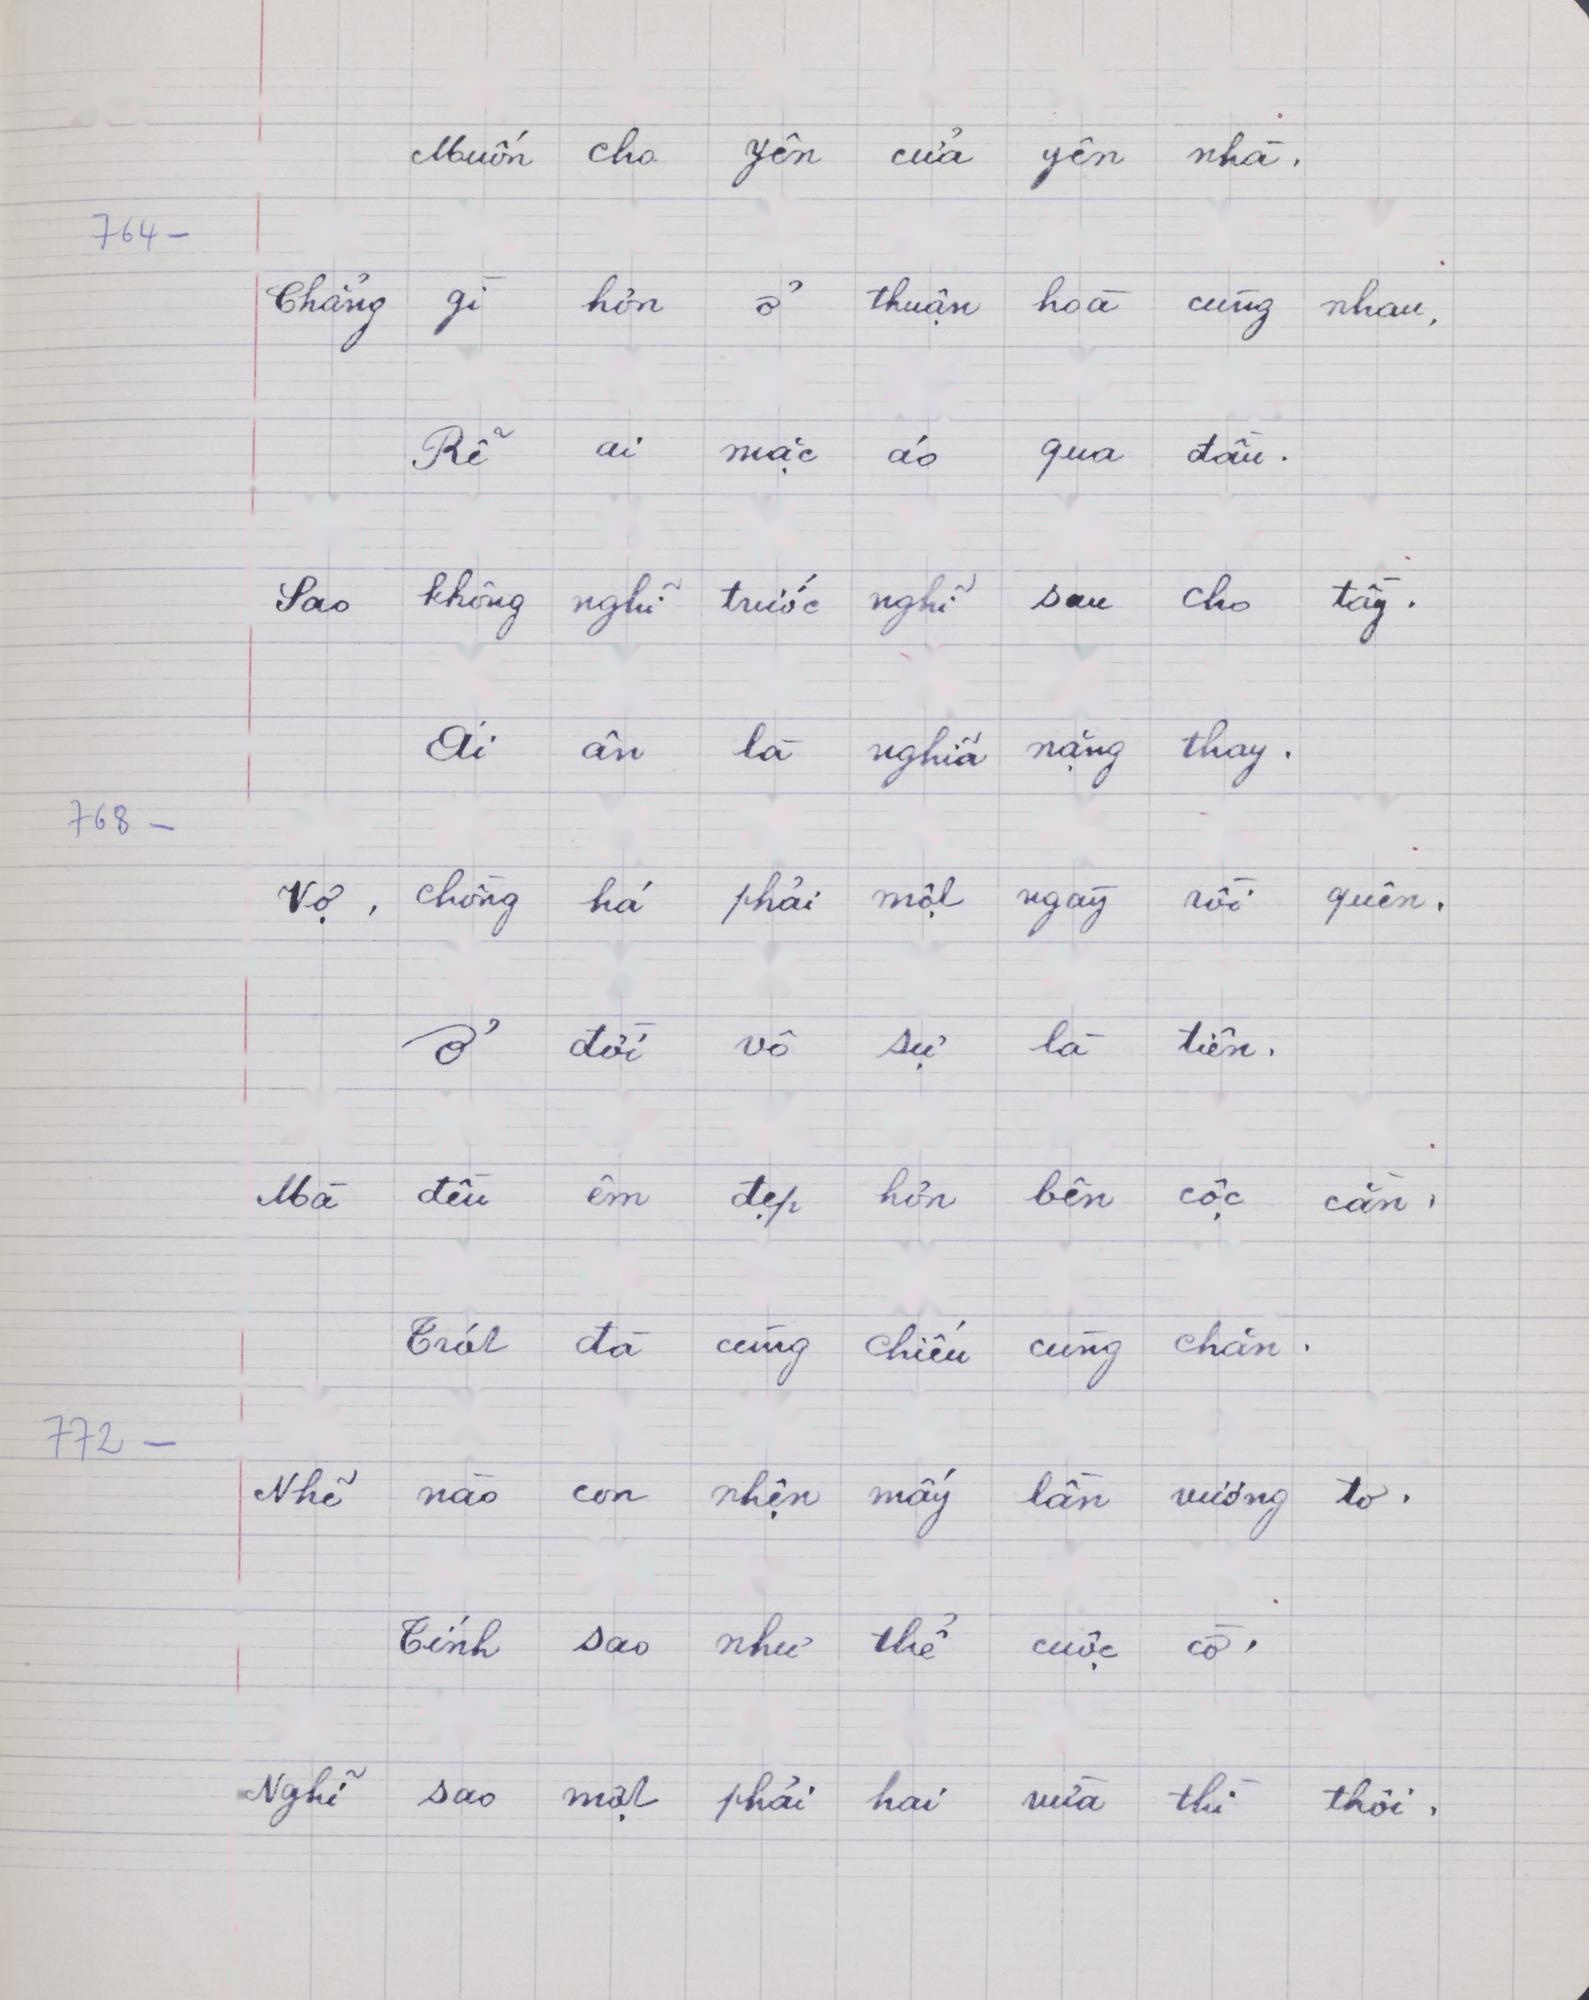 Muốn cho yên cửa yên nhà.
764-
Chẳng gì hơn ở thuận hoà cùng nhau,
Rễ ai mặc áo qua đầu.
Sao không nghĩ trước nghĩ sau cho tầy.
Ái ân là nghĩa nặng thay.
768-
Vợ, chồng há phải một ngày rồi quên.
Ở đời vô sự là tiên.
Mà đều êm đẹp hơn bên cộc cằn,
Trót đà cùng chiếu cùng chăn.
772-
Nhẽ nào con nhện mấy lần vương tơ.
Tính sao như thể cuộc cờ,
Nghĩ sao một phải hai vừa thì thôi.